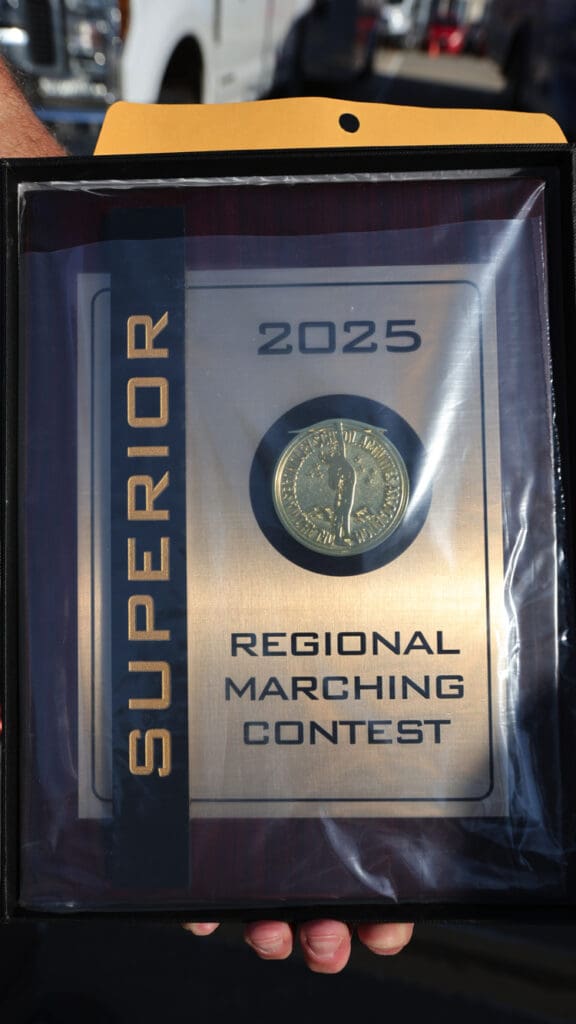 SUPERIOR
2025
REGIONAL
MARCHING
CONTEST